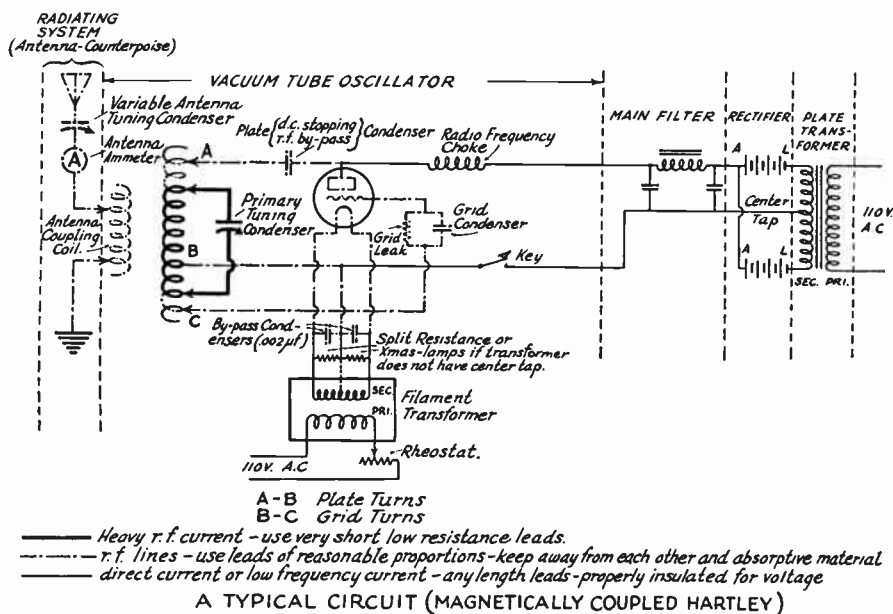 RADIATING
SYSTEM
(Antenna-Counterpoise)
VACUUM TUBE OSCILLATOR
MAIN FILTER
RECTIFIER
PLATE
TRANS-
FORMER
Variable Antenna
Tuning Condenser
A
Antenna
Ammeter
Antenna
Coupling
Coil.
A
B
C
Primary
Tuning
Condenser
Plate {d.c. stopping
r.f. by-pass} Condenser
Radio Frequency
Choke
Grid
Condenser
Grid
Leak
Key
A
L
Center
Tap
A
L
SEC.
PRI.
110V.
A.C
By-pass Cond-
ensers (.002µf)
Split Resistance or
Xmas-lamps if transformer
does not have center tap.
SEC.
PRI.
Filament
Transformer
110V. A.C
Rheostat.
A-B Plate Turns
B-C Grid Turns
Heavy r.f current - use very short low resistance leads.
r.f. lines - use leads of reasonable proportions - keep away from each other and absorptive material
direct current or low frequency current - any length leads - properly insulated for voltage
A TYPICAL CIRCUIT (MAGNETICALLY COUPLED HARTLEY)